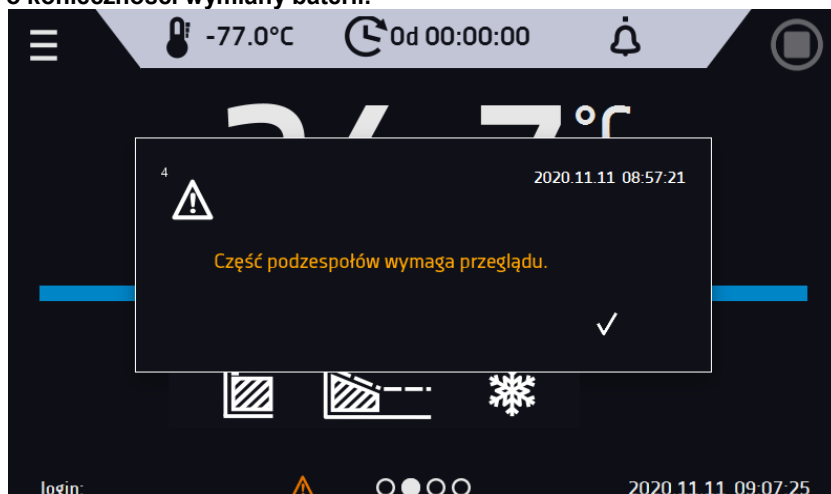 o konieczności wymiany baterii.
-77.0°C 0d 00:00:00
°C
4
2020.11.11 08:57:21
Część podzespołów wymaga przeglądu.
login:
2020.11.11 09:07:25